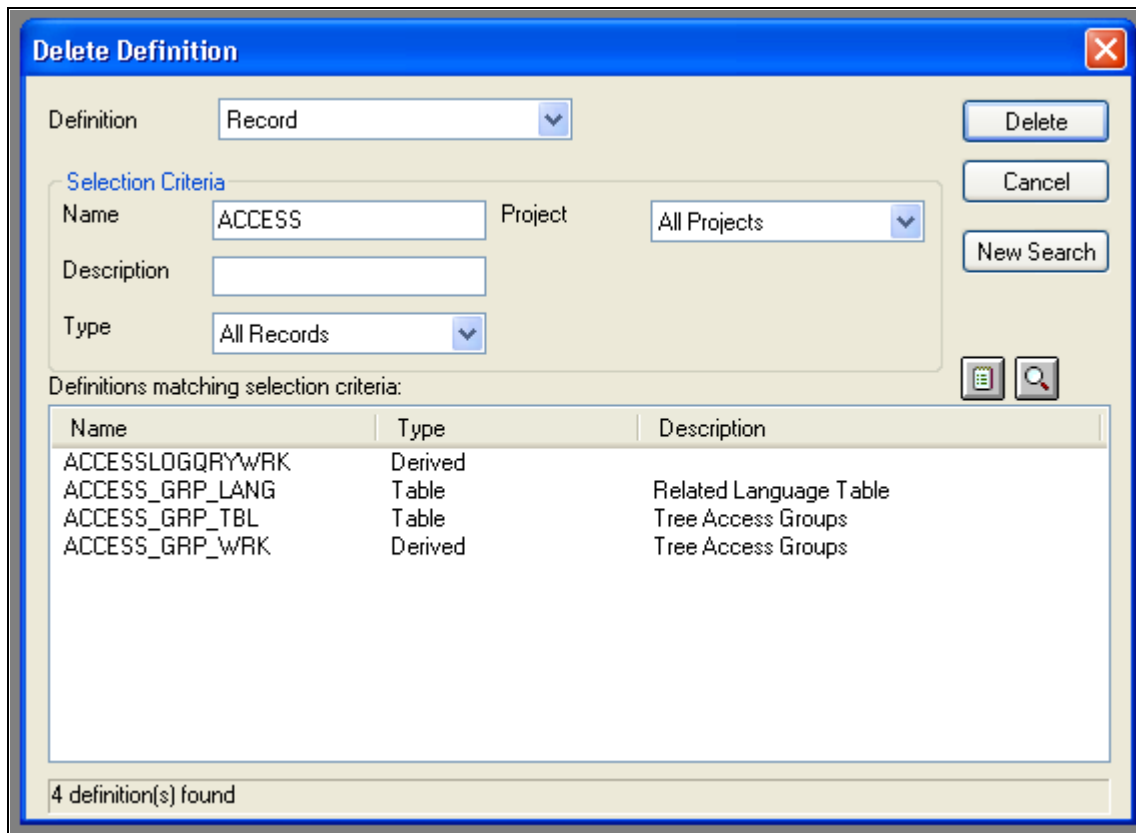 Delete Definition
Definition Record Delete
Selection Criteria Cancel
Name ACCESS Project All Projects
Description New Search
Type All Records
Definitions matching selection criteria:
Name Type Description
ACCESSLOGQRYWRK Derived
ACCESS_GRP_LANG Table Related Language Table
ACCESS_GRP_TBL Table Tree Access Groups
ACCESS_GRP_WRK Derived Tree Access Groups
4 definition(s) found